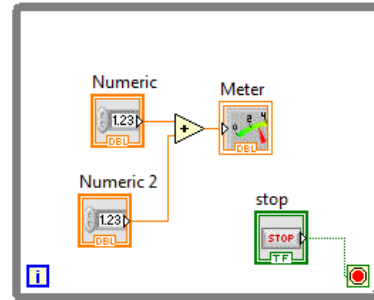 Numeric
1.23
DBL
Meter
0 2 4
DBL
Numeric 2
1.23
DBL
stop
STOP
TF
i